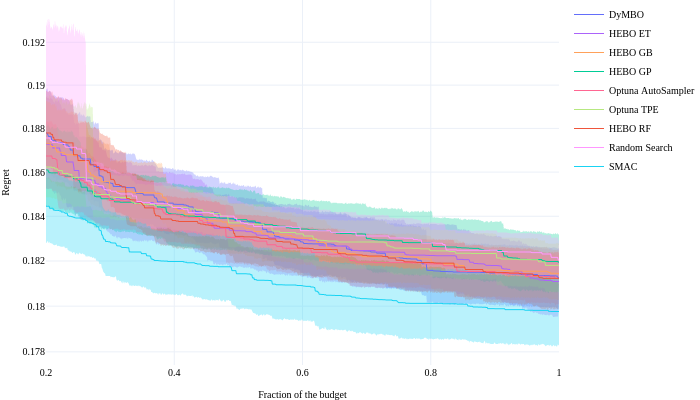 DyMBO
HEBO ET
HEBO GB
HEBO GP
Optuna AutoSampler
Optuna TPE
HEBO RF
Random Search
SMAC
Regret
0.192
0.19
0.188
0.186
0.184
0.182
0.18
0.178
0.2 0.4 0.6 0.8 1
Fraction of the budget